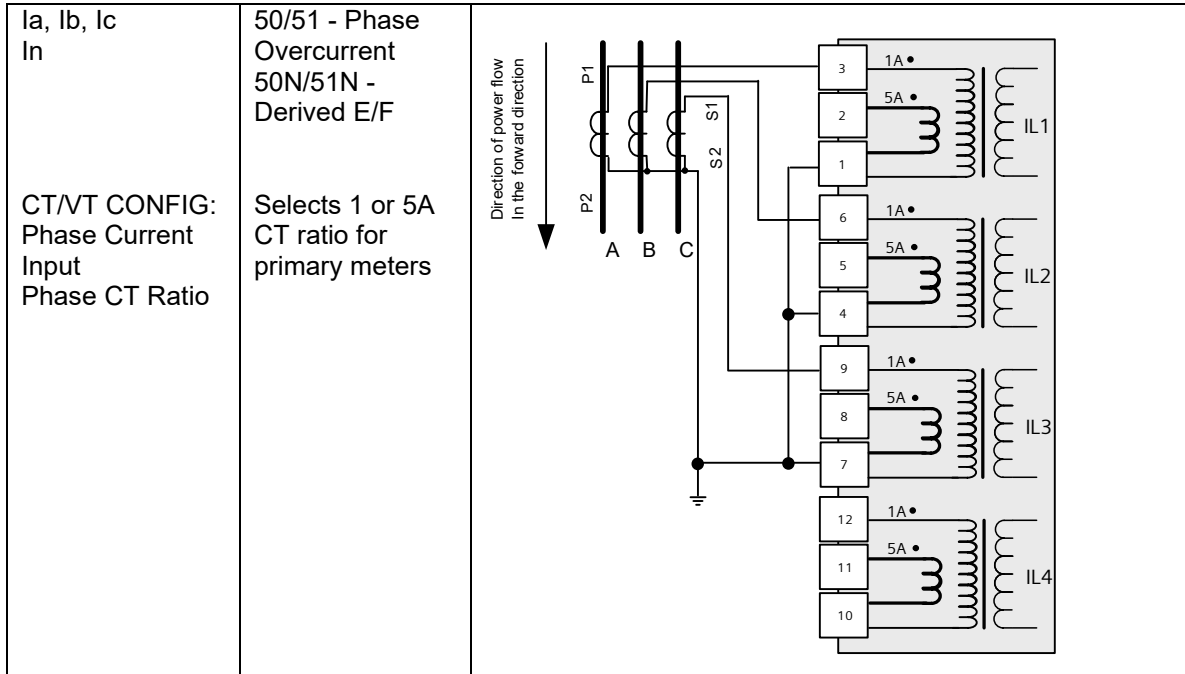 Ia, Ib, Ic
In
50/51 - Phase
Overcurrent
50N/51N -
Derived E/F
CT/VT CONFIG:
Phase Current
Input
Phase CT Ratio
Selects 1 or 5A
CT ratio for
primary meters
Direction of power flow
In the forward direction
P1
P2
S1
S2
A B C
3
1A
2
5A
1
IL1
6
1A
5
5A
4
IL2
9
1A
8
5A
7
IL3
12
1A
11
5A
10
IL4